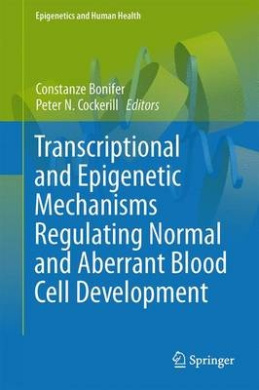 Epigenetics and Human Health
Constanze Bonifer
Peter N. Cockerill Editors
Transcriptional
and Epigenetic
Mechanisms
Regulating Normal
and Aberrant Blood
Cell Development
Springer